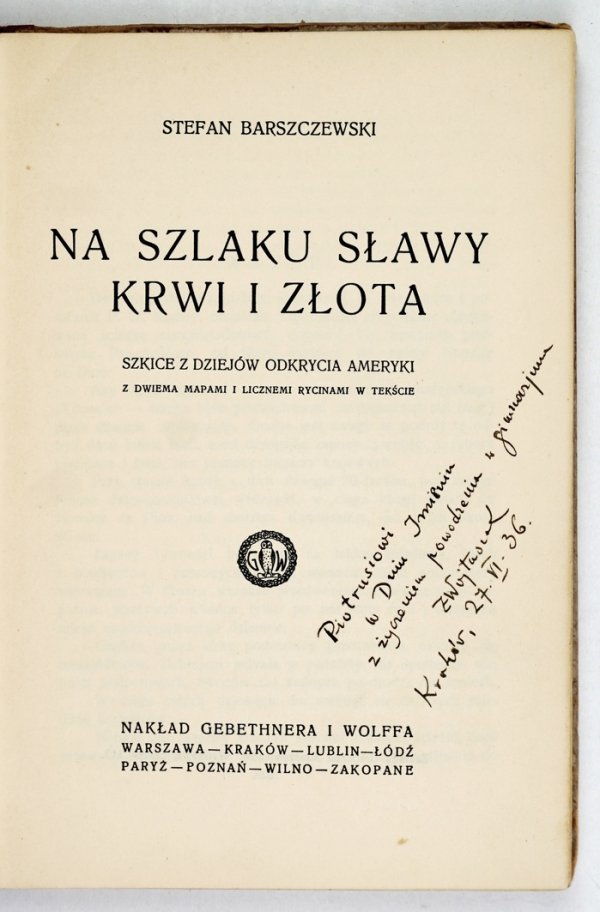 STEFAN BARSZCZEWSKI
NA SZLAKU SŁAWY
KRWI I ZŁOTA
SZKICE Z DZIEJÓW ODKRYCIA AMERYKI
Z DWIEMA MAPAMI I LICZNEMI RYCINAMI W TEKŚCIE
Piotrusiowi
w Dniu Imienin
z życzeniem powodzenia w gimnazjum
Kraków, 27. VI. 36.
G W
NAKŁAD GEBETHNERA I WOLFFA
WARSZAWA — KRAKÓW — LUBLIN — ŁÓDŹ
PARYŻ — POZNAŃ — WILNO — ZAKOPANE